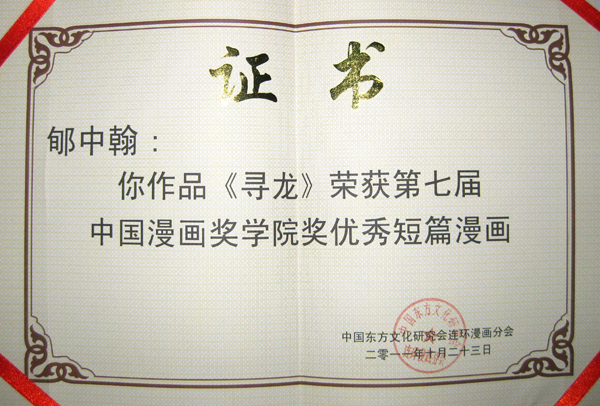 证书
郇中翰：
你作品《寻龙》荣获第七届
中国漫画奖学院奖优秀短篇漫画
中国东方文化研究会连环漫画分会
二零一一年十月二十三日